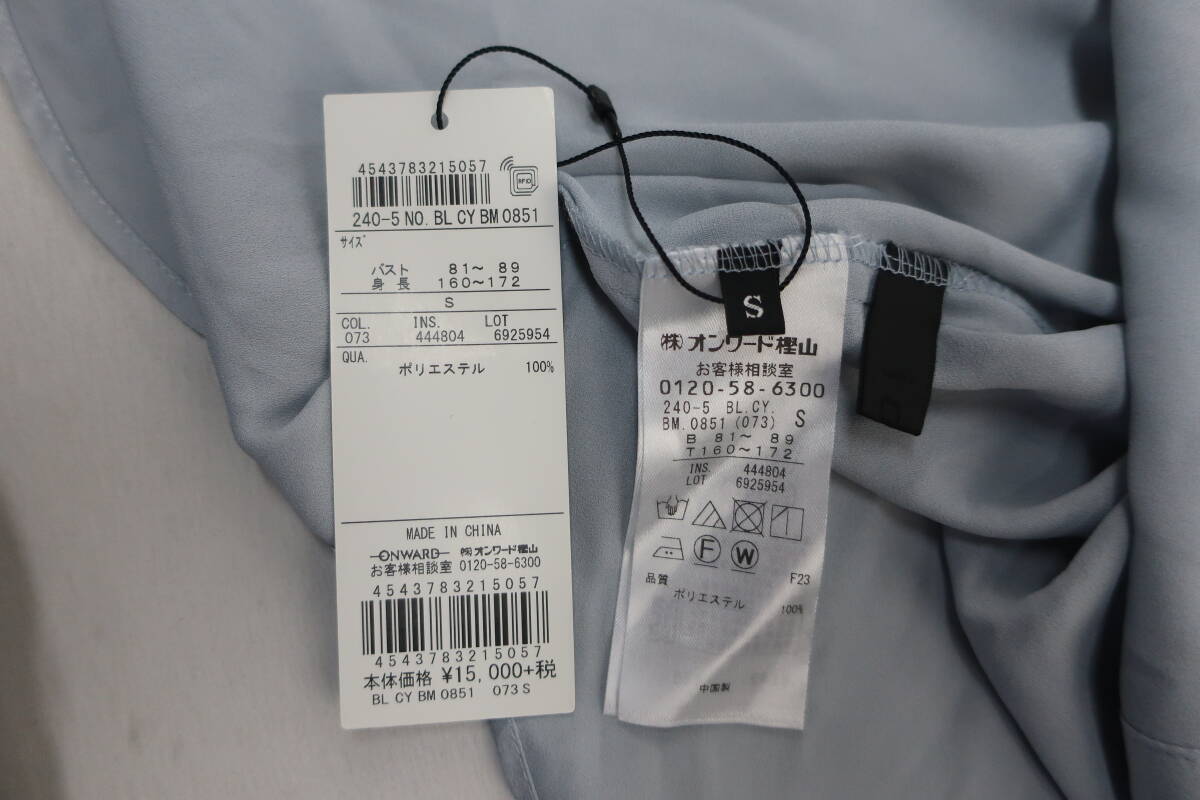 4543783215057
RFID
240-5 NO. BL CY BM 0851
サイズ
バスト 81～ 89
身 長 160～172
S
COL. INS. LOT
073 444804 6925954
QUA.
ポリエステル 100%
MADE IN CHINA
ONWARD ㈱オンワード樫山
お客様相談室 0120-58-6300
4543783215057
4543783215057
本体価格 ¥15,000+税
BL CY BM 0851 073 S
S
㈱オンワード樫山
お客様相談室
0120-58-6300
240-5 BL.CY.
BM.0851 (073) S
B 81～ 89
T160～172
INS. 444804
LOT 6925954
F W
品質 F23
ポリエステル 100%
中国製